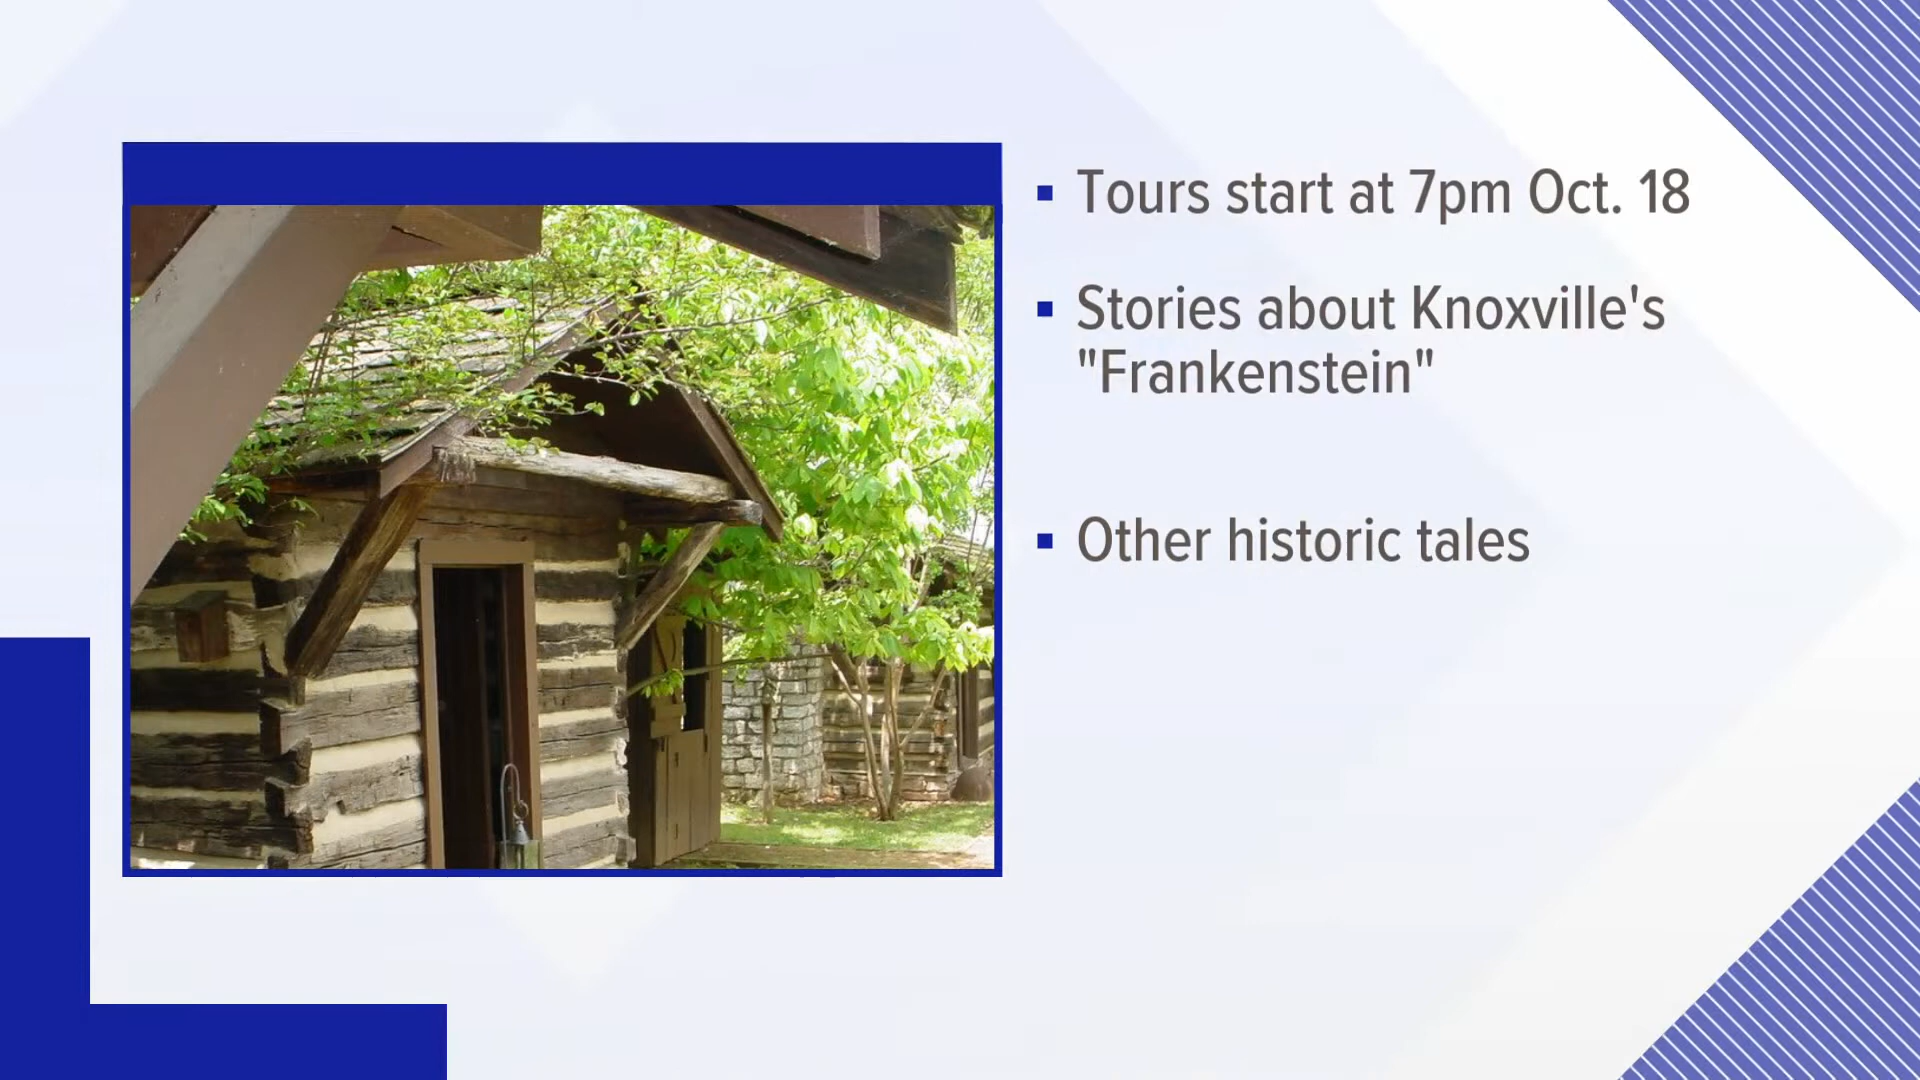 Tours start at 7pm Oct. 18
Stories about Knoxville's
"Frankenstein"
Other historic tales